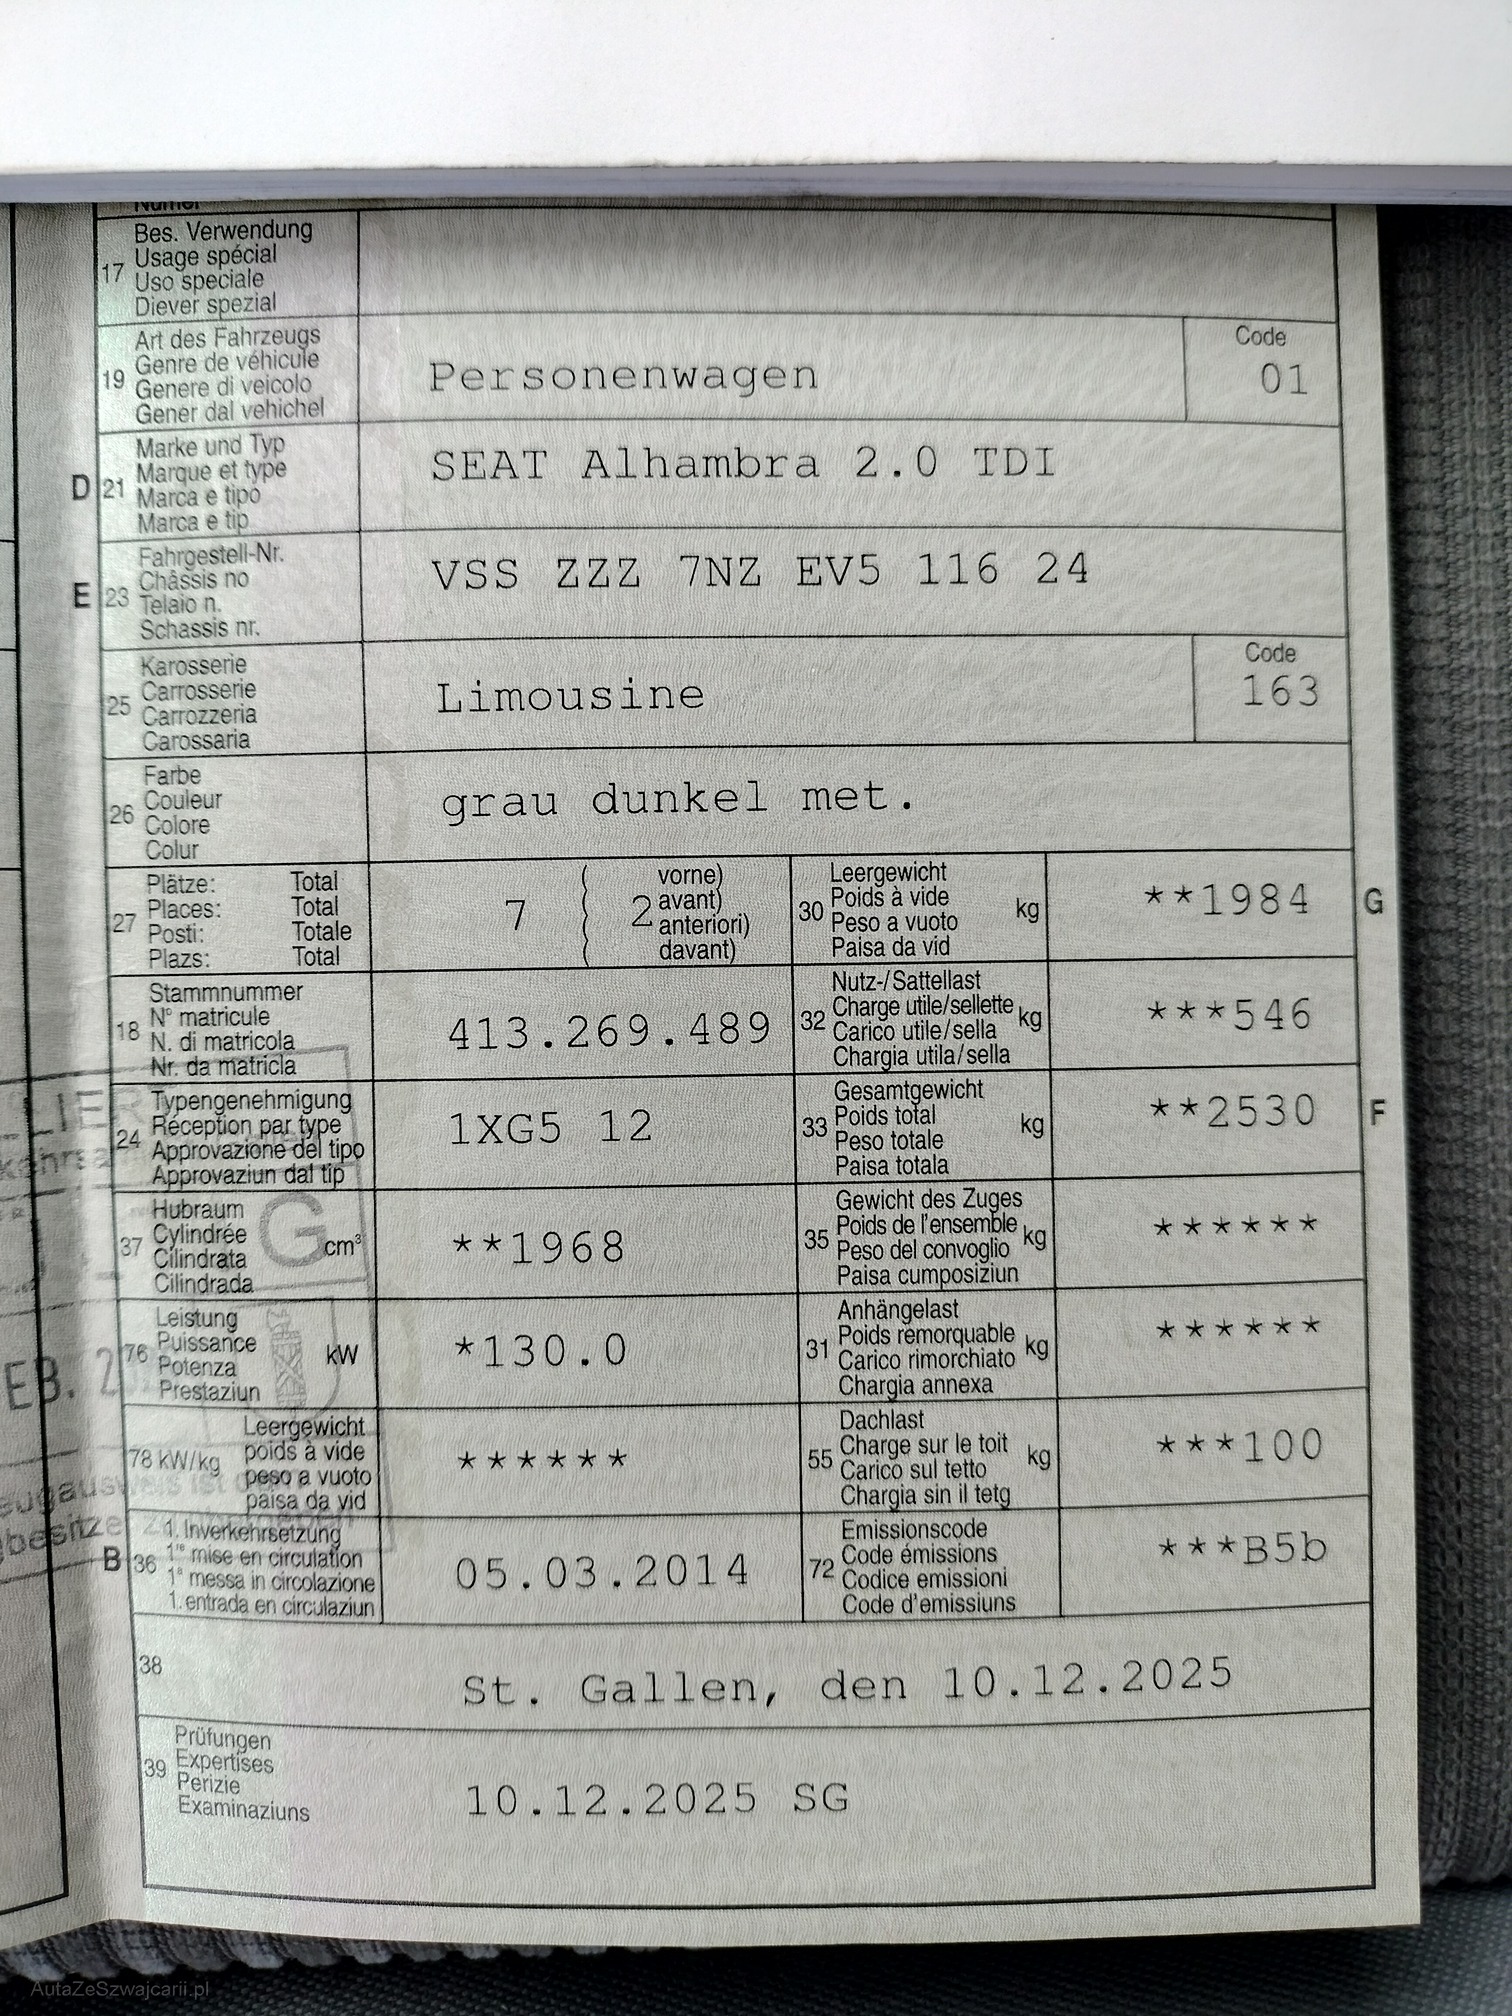 Bes. Verwendung
Usage spécial
17 Uso speciale
Diever spezial
Art des Fahrzeugs
Genre de véhicule
19 Genere di veicolo
Gener dal vehichel
Personenwagen
Code
01
Marke und Typ
Marque et type
D 21 Marca e tipo
Marca e tip
SEAT Alhambra 2.0 TDI
Fahrgestell-Nr.
Châssis no
E 23 Telaio n.
Schassis nr.
VSS ZZZ 7NZ EV5 116 24
Karosserie
Carrosserie
25 Carrozzeria
Carossaria
Limousine
Code
163
Farbe
Couleur
26 Colore
Colur
grau dunkel met.
Plätze: Total
Places: Total
27 Posti: Totale
Plazs: Total
7
2
vorne)
avant)
anteriori)
davant)
Leergewicht
Poids à vide
30 Peso a vuoto kg
Paisa da vid
**1984 G
Stammnummer
N° matricule
18 N. di matricola
Nr. da matricla
413.269.489
Nutz-/Sattellast
Charge utile/sellette
32 Carico utile/sella kg
Chargia utila/sella
***546
Typengenehmigung
Réception par type
24 Approvazione del tipo
Approvaziun dal tip
1XG5 12
Gesamtgewicht
Poids total
33 Peso totale kg
Paisa totala
**2530 F
Hubraum
Cylindrée
37 Cilindrata cm³
Cilindrada
G
**1968
Gewicht des Zuges
Poids de l'ensemble
35 Peso del convoglio kg
Paisa cumposiziun
******
Leistung
Puissance
76 Potenza kW
Prestaziun
EB. 2
*130.0
Anhängelast
Poids remorquable
31 Carico rimorchiato kg
Chargia annexa
******
Leergewicht
poids à vide
78 kW/kg peso a vuoto
paisa da vid
******
Dachlast
Charge sur le toit
55 Carico sul tetto kg
Chargia sin il tetg
***100
1. Inverkehrsetzung
1re mise en circulation
B 36 1a messa in circolazione
1. entrada en circulaziun
05.03.2014
Emissionscode
Code émissions
72 Codice emissioni
Code d'emissiuns
***B5b
38
St. Gallen, den 10.12.2025
Prüfungen
39 Expertises
Perizie
Examinaziuns
10.12.2025 SG
AutaZeSzwajcarii.pl